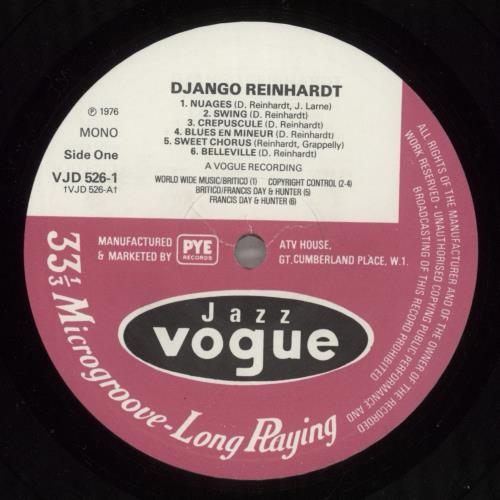 DJANGO REINHARDT
1. NUAGES (D. Reinhardt, J. Larne)
2. SWING (D. Reinhardt)
3. CREPUSCULE (D. Reinhardt)
4. BLUES EN MINEUR (D. Reinhardt)
5. SWEET CHORUS (Reinhardt, Grappelly)
6. BELLEVILLE (D. Reinhardt)
A VOGUE RECORDING
WORLD WIDE MUSIC/BRITICO (1) COPYRIGHT CONTROL (2-4)
BRITICO/FRANCIS DAY & HUNTER (5)
FRANCIS DAY & HUNTER (6)
℗ 1976
MONO
Side One
VJD 526-1
†VJD 526-A†
MANUFACTURED
& MARKETED BY
PYE
RECORDS
ATV HOUSE,
GT. CUMBERLAND PLACE, W.1.
Jazz
vogue
33⅓ Microgroove-Long Playing
ALL RIGHTS OF THE MANUFACTURER AND OF THE OWNER OF THE RECORDED
WORK RESERVED - UNAUTHORISED COPYING PUBLIC PERFORMANCE AND
BROADCASTING OF THIS RECORD PROHIBITED